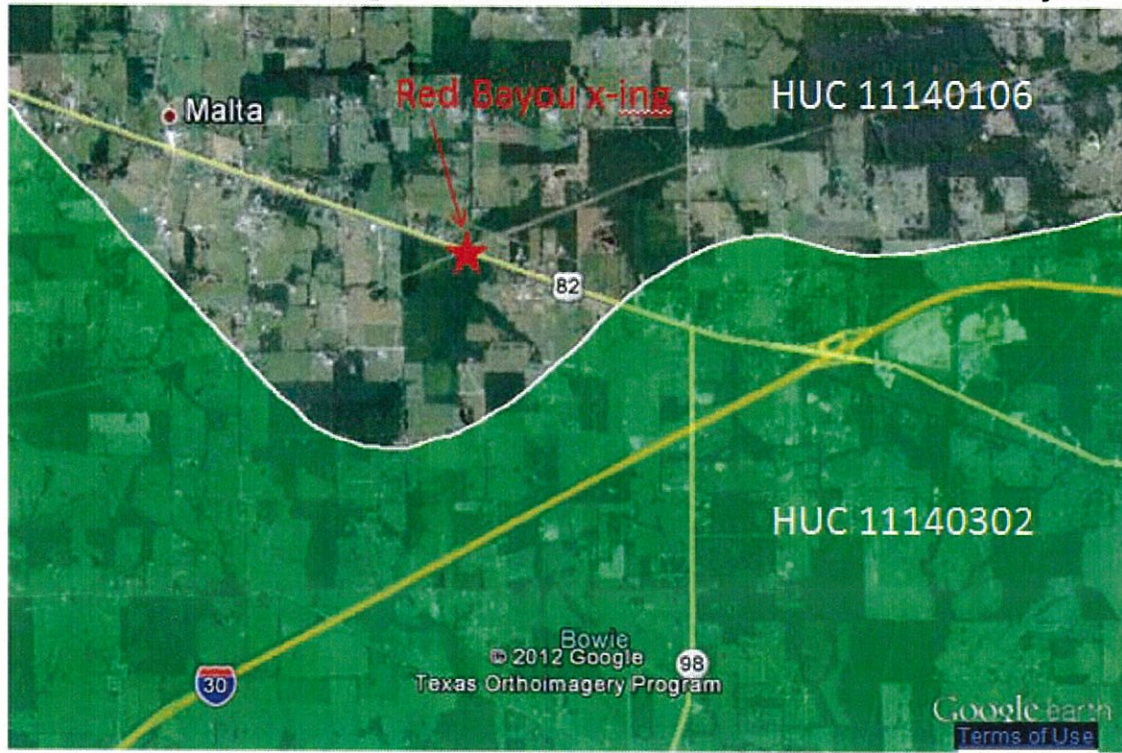 Red Bayou x-ing
HUC 11140106
Malta
82
HUC 11140302
Bowie
© 2012 Google
Texas Orthoimagery Program
98
30
Google earth
Terms of Use